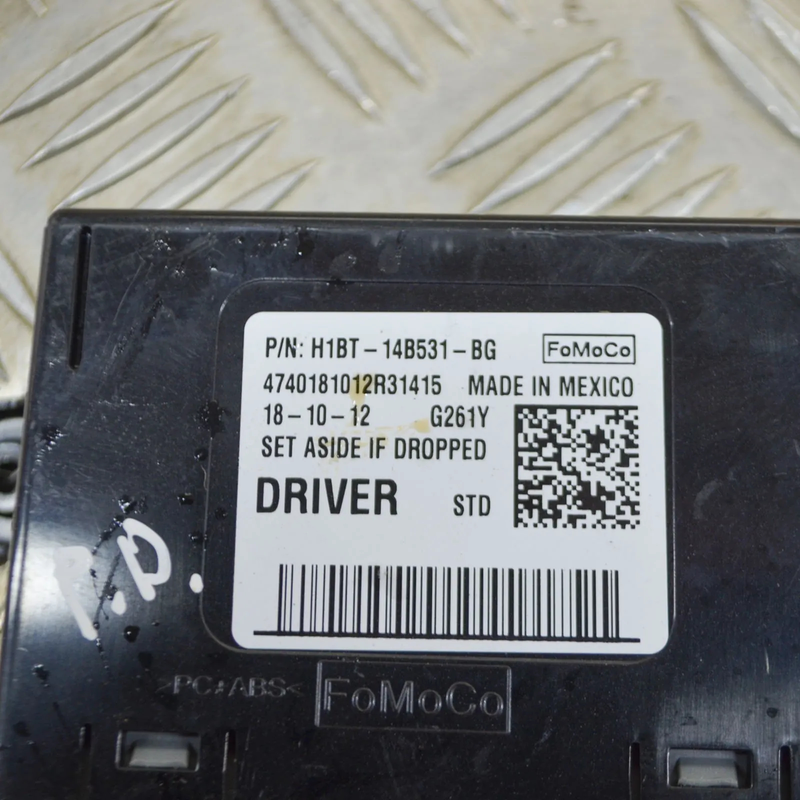 P/N: H1BT-14B531-BG FoMoCo
4740181012R31415 MADE IN MEXICO
18-10-12 G261Y
SET ASIDE IF DROPPED
DRIVER STD
P.D.
>PC+ABS< FoMoCo